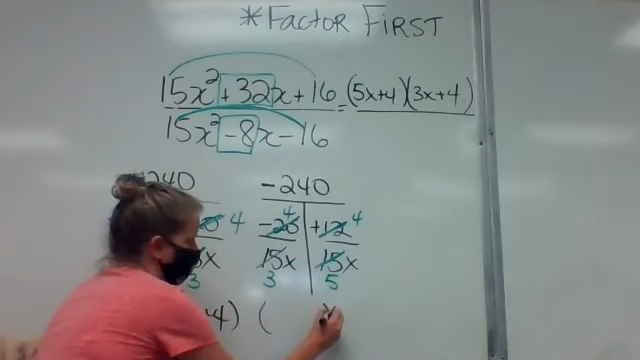 *FACTOR FIRST
15x² +32x+16 = (5x+4)(3x+4)
15x² -8x-16
240 -240
4 -20 4 +12 4
x 15x 15x
3 3 5
+4) (